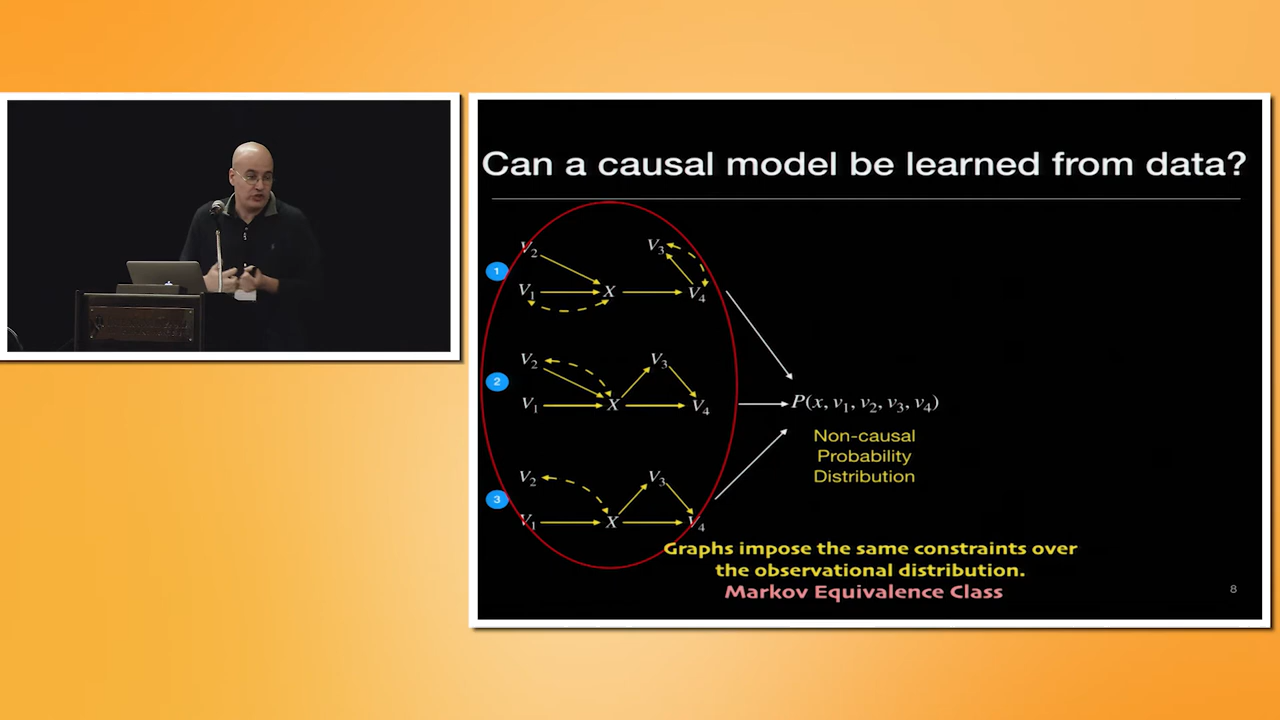 Can a causal model be learned from data?
V2
V3
1
V1
X
V4
V2
V3
2
V1
X
V4
P(x, v1, v2, v3, v4)
Non-causal
Probability
Distribution
V2
V3
3
V1
X
V4
Graphs impose the same constraints over
the observational distribution.
Markov Equivalence Class
8